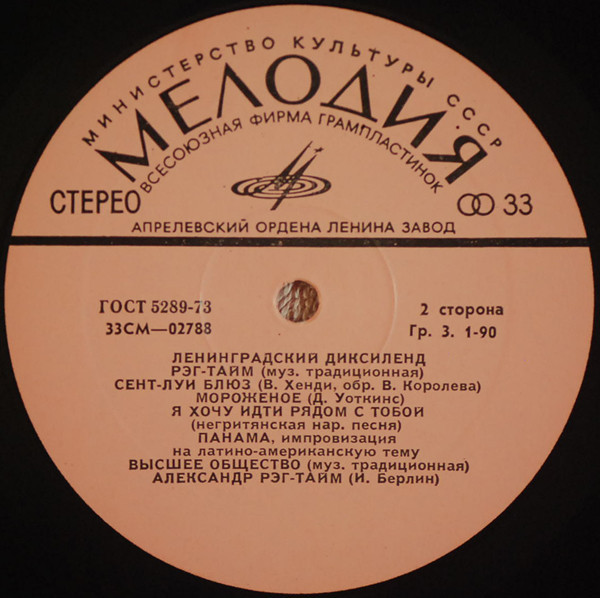 МИНИСТЕРСТВО КУЛЬТУРЫ СССР
МЕЛОДИЯ
ВСЕСОЮЗНАЯ ФИРМА ГРАМПЛАСТИНОК
СТЕРЕО
33
АПРЕЛЕВСКИЙ ОРДЕНА ЛЕНИНА ЗАВОД
ГОСТ 5289-73
2 сторона
33СМ—02788
Гр. 3. 1-90
ЛЕНИНГРАДСКИЙ ДИКСИЛЕНД
РЭГ-ТАЙМ (муз. традиционная)
СЕНТ-ЛУИ БЛЮЗ (В. Хенди, обр. В. Королева)
МОРОЖЕНОЕ (Д. Уоткинс)
Я ХОЧУ ИДТИ РЯДОМ С ТОБОЙ
(негритянская нар. песня)
ПАНАМА, импровизация
на латино-американскую тему
ВЫСШЕЕ ОБЩЕСТВО (муз. традиционная)
АЛЕКСАНДР РЭГ-ТАЙМ (И. Берлин)